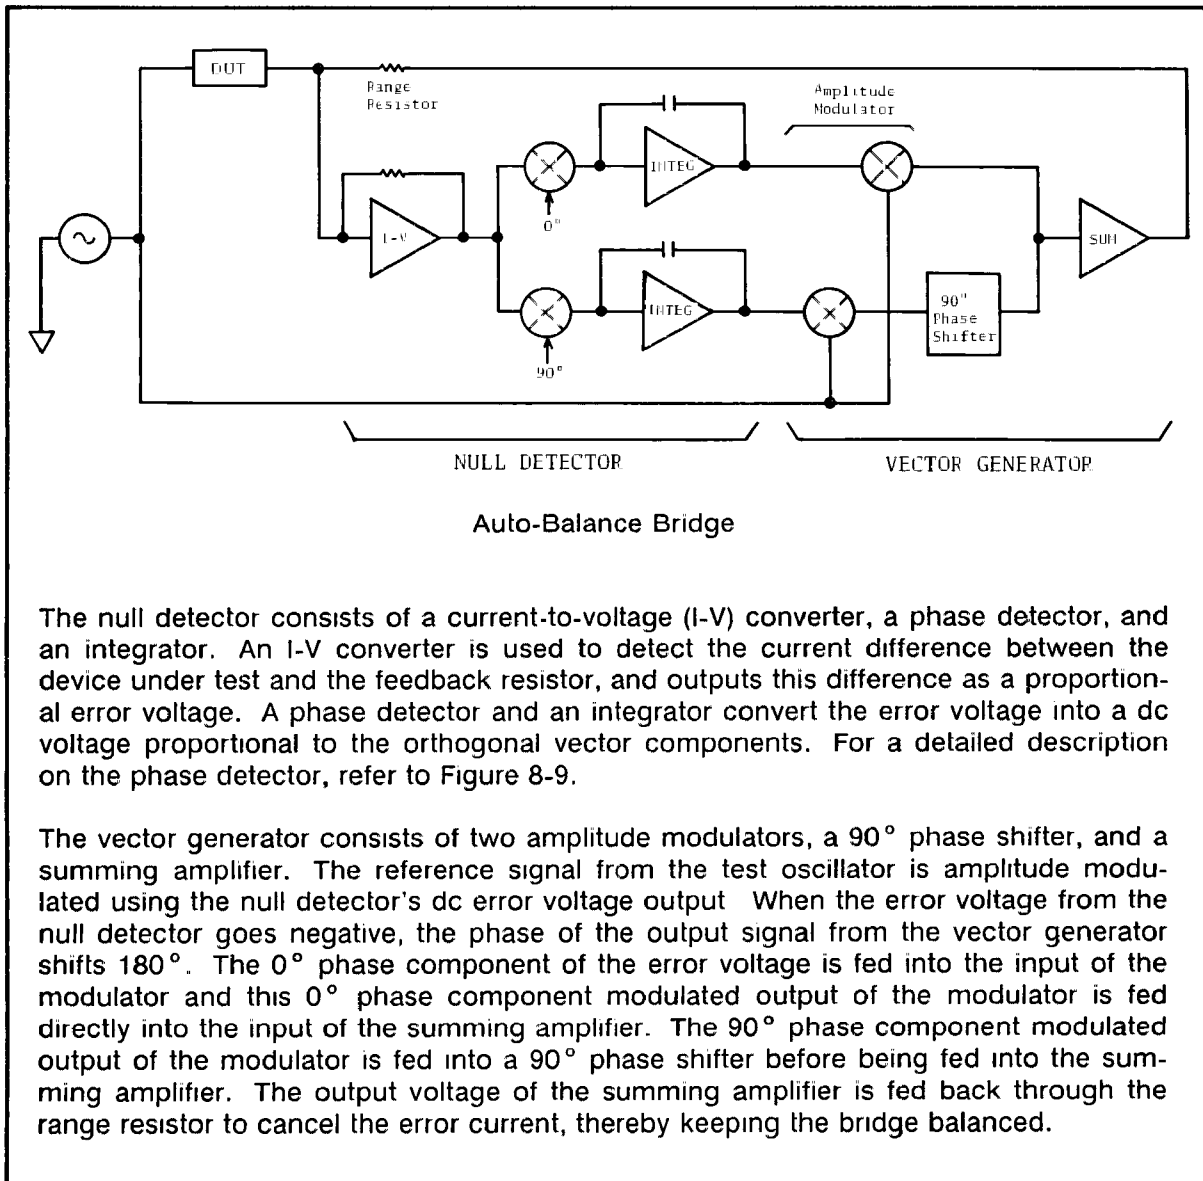 DUT
Range
Resistor
Amplitude
Modulator
INTEG
I-V
0°
SUM
INTEG
90°
Phase
Shifter
90°
NULL DETECTOR
VECTOR GENERATOR
Auto-Balance Bridge
The null detector consists of a current-to-voltage (I-V) converter, a phase detector, and
an integrator. An I-V converter is used to detect the current difference between the
device under test and the feedback resistor, and outputs this difference as a proportion-
al error voltage. A phase detector and an integrator convert the error voltage into a dc
voltage proportional to the orthogonal vector components. For a detailed description
on the phase detector, refer to Figure 8-9.
The vector generator consists of two amplitude modulators, a 90° phase shifter, and a
summing amplifier. The reference signal from the test oscillator is amplitude modu-
lated using the null detector's dc error voltage output When the error voltage from the
null detector goes negative, the phase of the output signal from the vector generator
shifts 180°. The 0° phase component of the error voltage is fed into the input of the
modulator and this 0° phase component modulated output of the modulator is fed
directly into the input of the summing amplifier. The 90° phase component modulated
output of the modulator is fed into a 90° phase shifter before being fed into the sum-
ming amplifier. The output voltage of the summing amplifier is fed back through the
range resistor to cancel the error current, thereby keeping the bridge balanced.